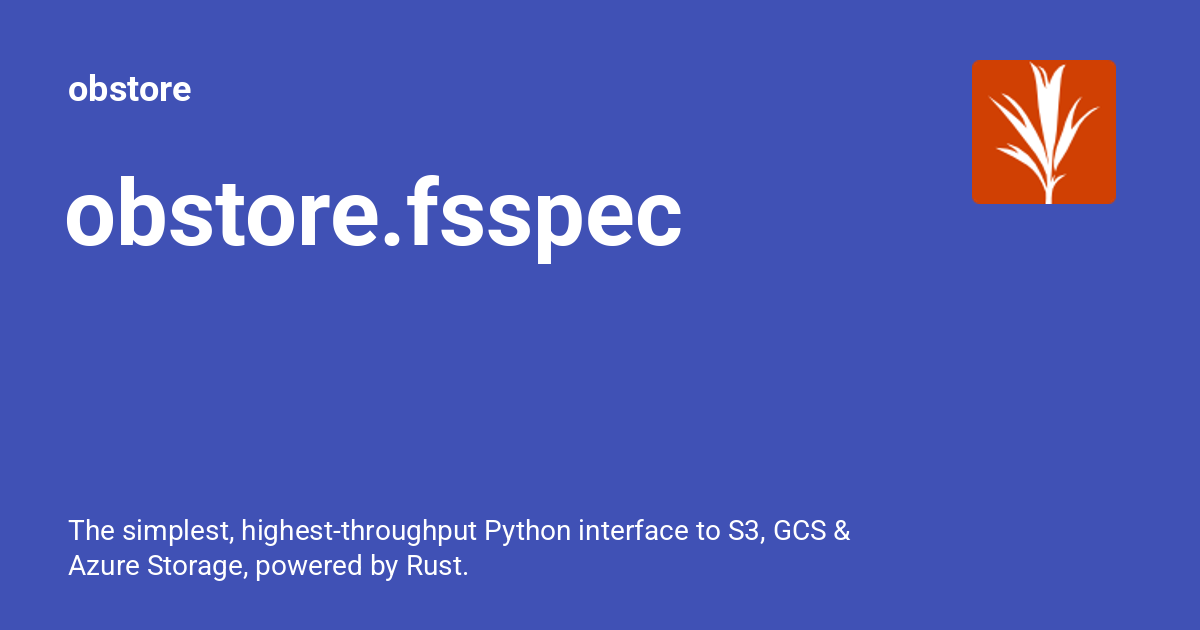 obstore
obstore.fsspec
The simplest, highest-throughput Python interface to S3, GCS &
Azure Storage, powered by Rust.